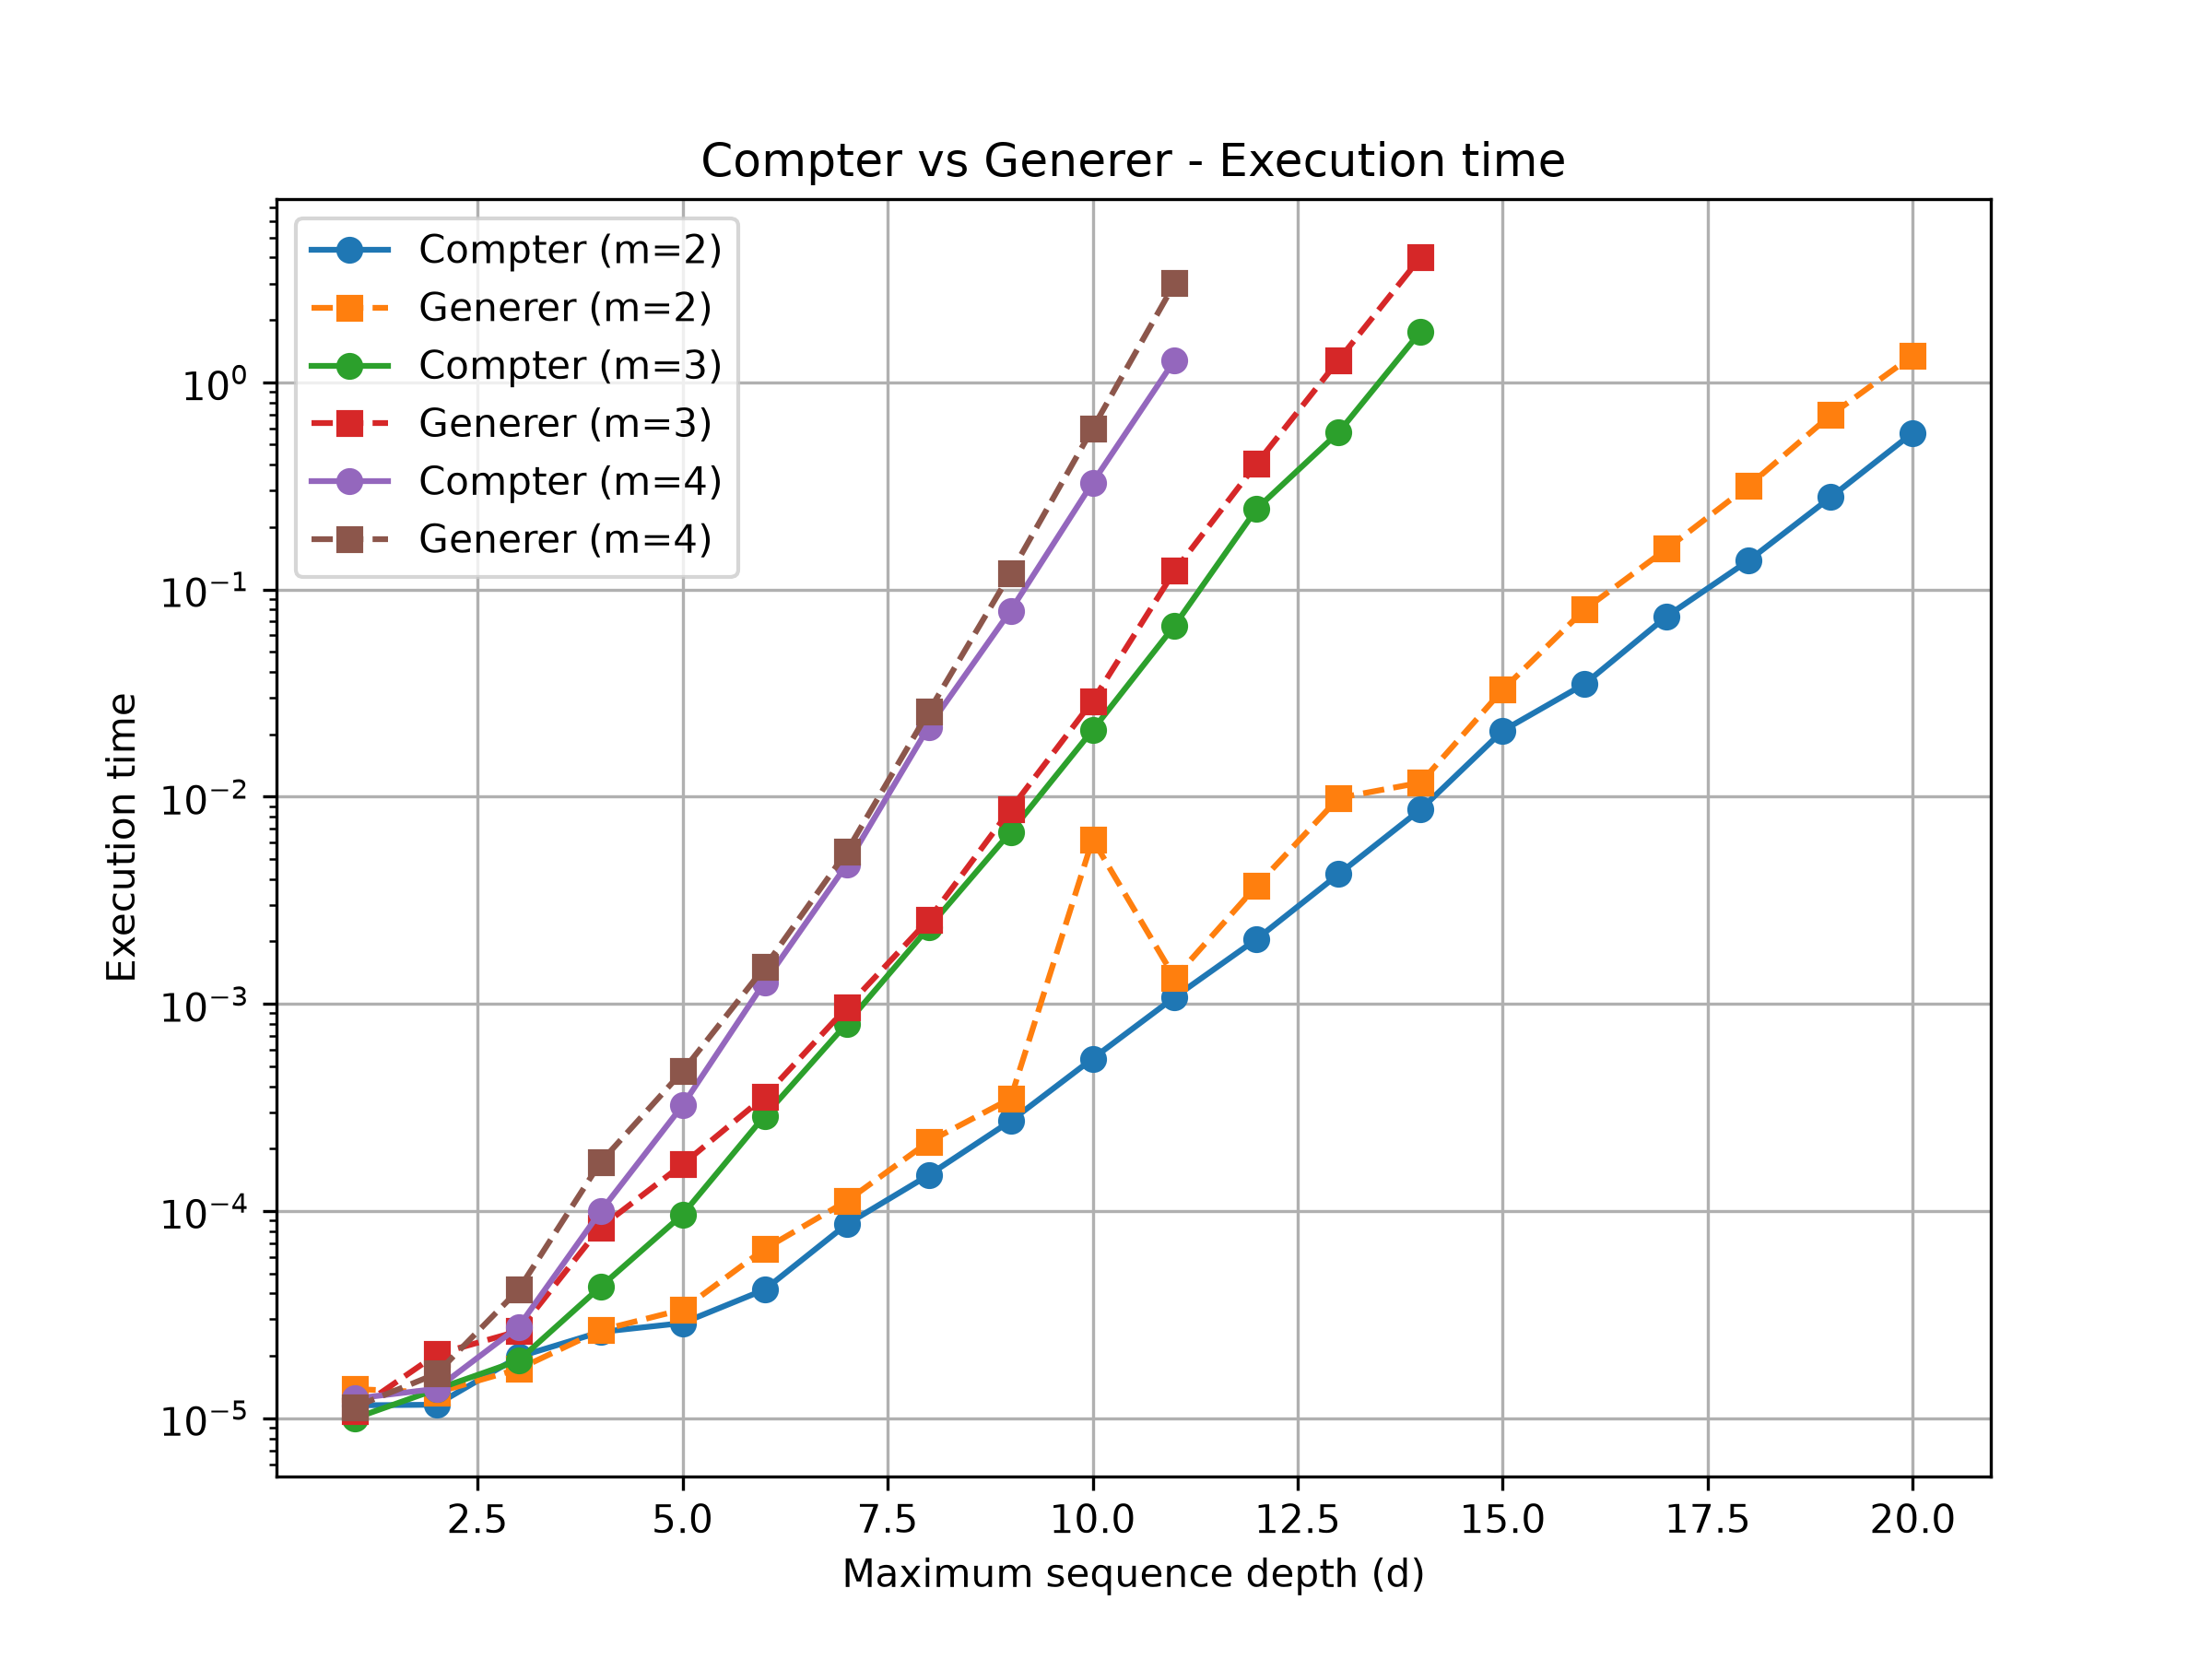 Compter vs Generer - Execution time
Compter (m=2)
Generer (m=2)
Compter (m=3)
Generer (m=3)
Compter (m=4)
Generer (m=4)
Execution time
10⁰
10⁻¹
10⁻²
10⁻³
10⁻⁴
10⁻⁵
2.5 5.0 7.5 10.0 12.5 15.0 17.5 20.0
Maximum sequence depth (d)